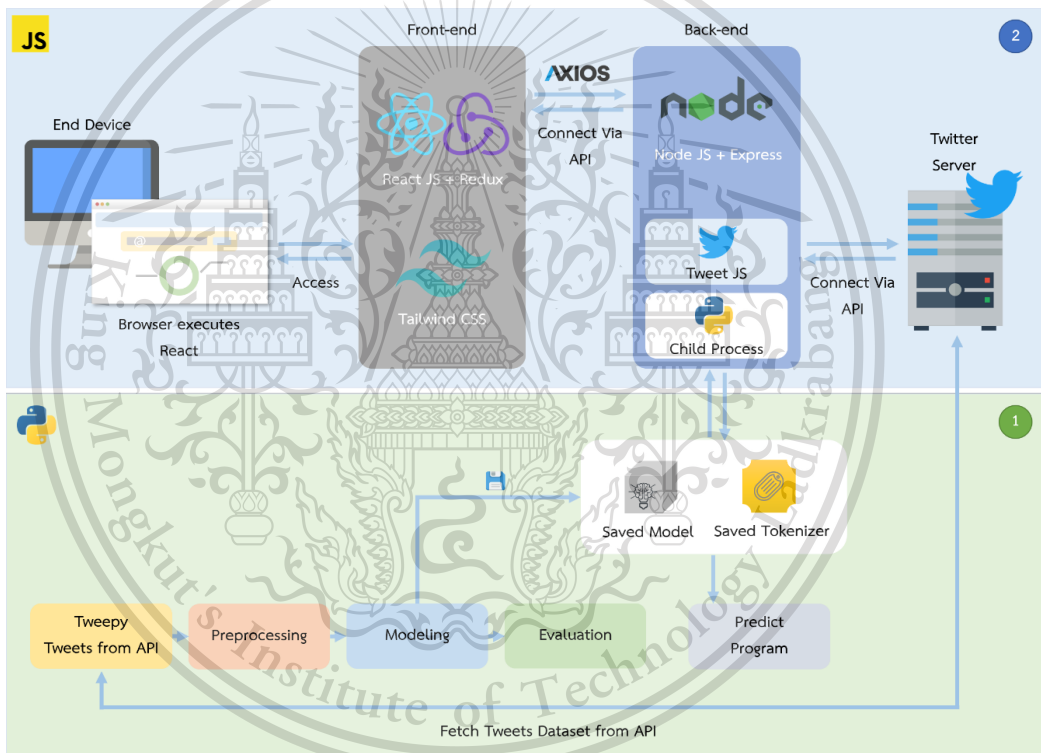 JS
Front-end
Back-end
2
AXIOS
End Device
Connect Via
API
node
Node JS + Express
Twitter
Server
React JS + Redux
Tweet JS
Access
Connect Via
API
Tailwind CSS
Browser executes
React
Child Process
1
Saved Model
Saved Tokenizer
Tweepy
Tweets from API
Preprocessing
Modeling
Evaluation
Predict
Program
Fetch Tweets Dataset from API
King Mongkut's Institute of Technology Ladkrabang